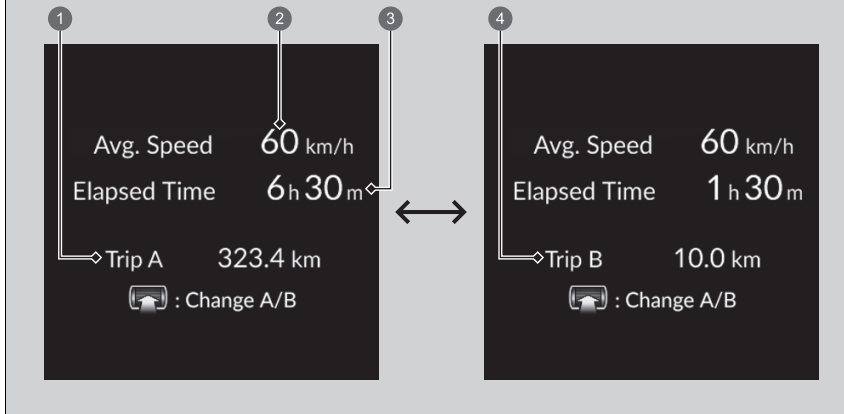 1 2 3 4
Avg. Speed 60 km/h
Elapsed Time 6 h 30 m
Trip A 323.4 km
: Change A/B
Avg. Speed 60 km/h
Elapsed Time 1 h 30 m
Trip B 10.0 km
: Change A/B